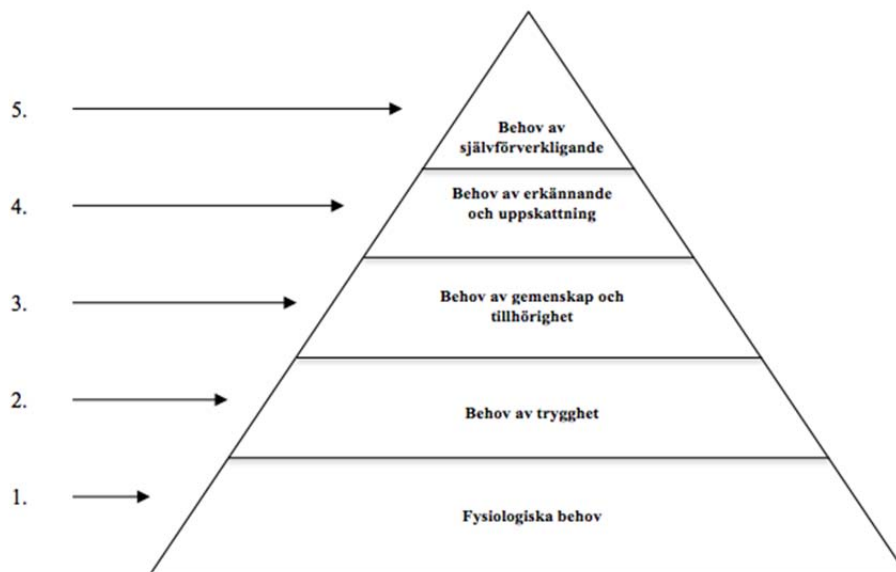 5.
Behov av
självförverkligande
4.
Behov av erkännande
och uppskattning
3.
Behov av gemenskap och
tillhörighet
2.
Behov av trygghet
1.
Fysiologiska behov